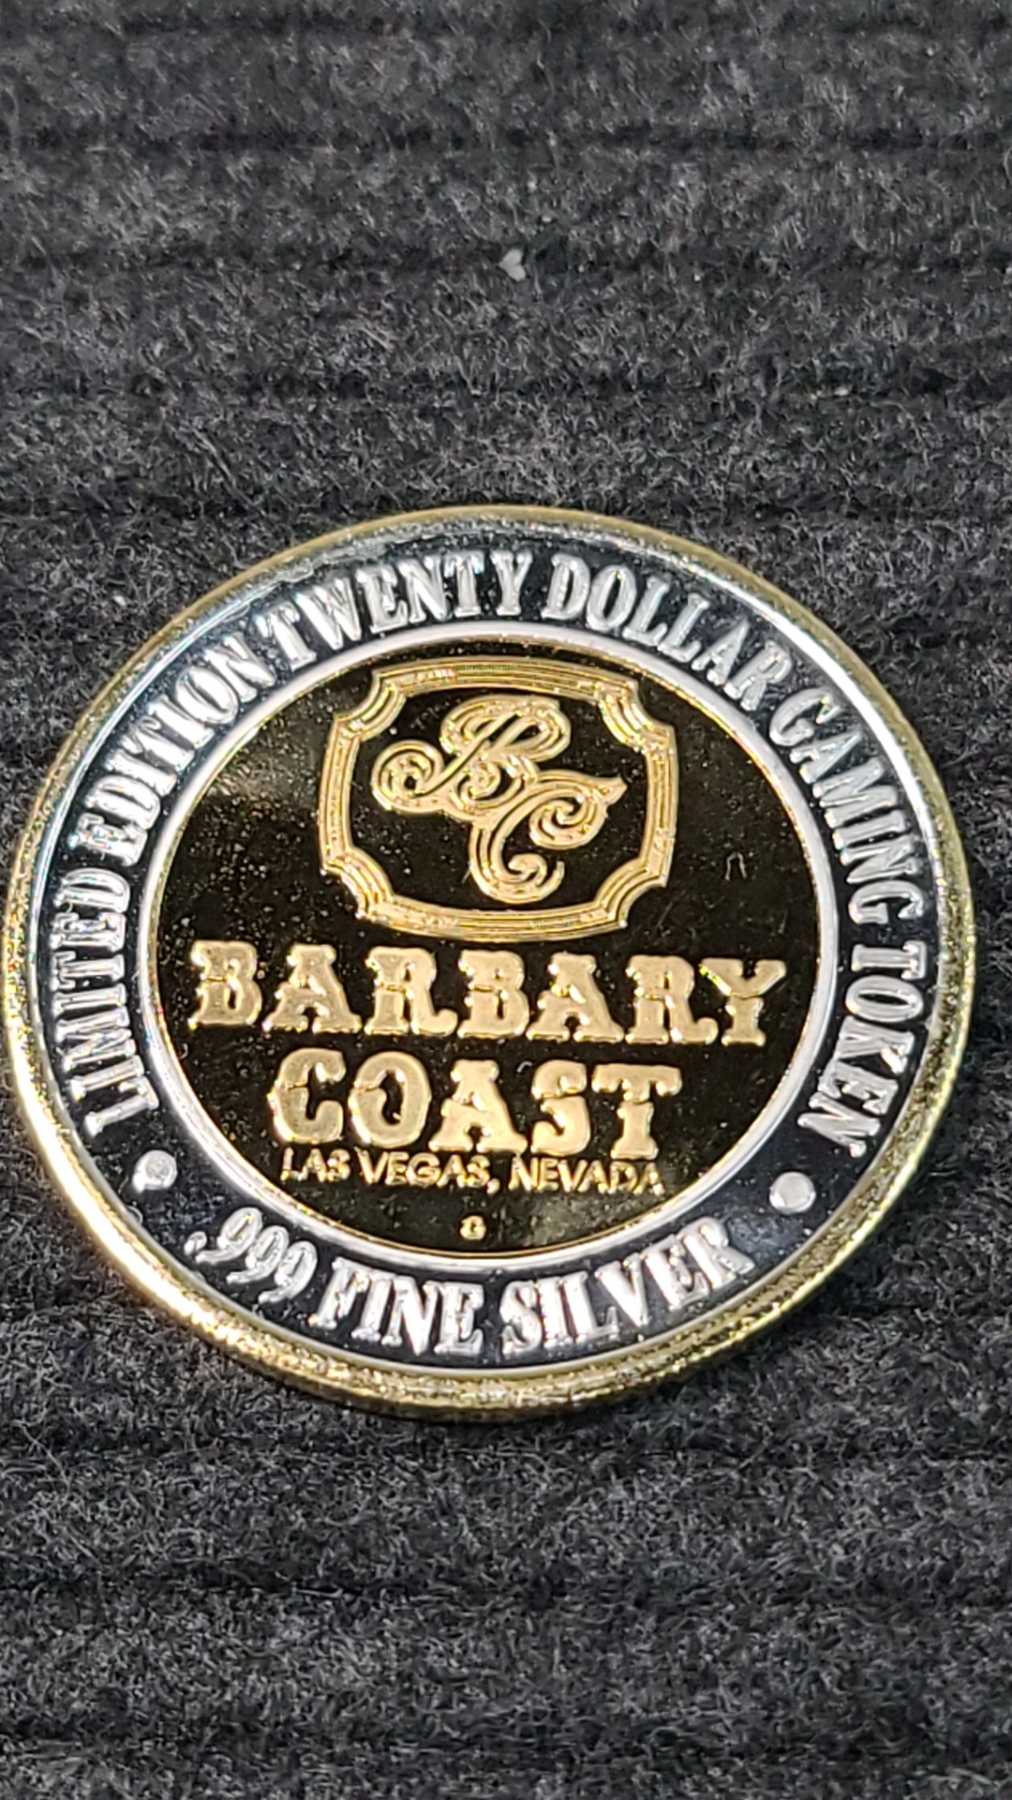 LIMITED EDITION TWENTY DOLLAR GAMING TOKEN
BC
BARBARY
COAST
LAS VEGAS, NEVADA
G
.999 FINE SILVER